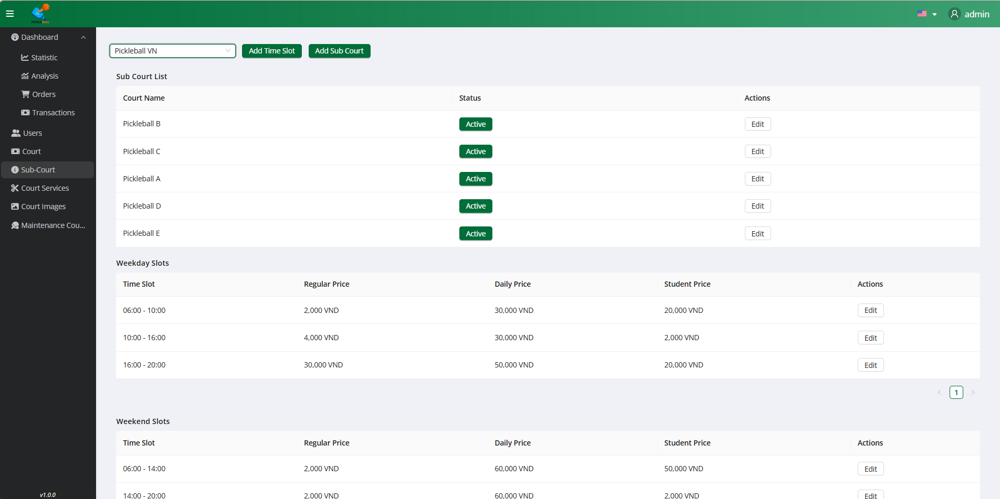 PICKLEBALL
admin
Dashboard
Statistic
Analysis
Orders
Transactions
Users
Court
Sub-Court
Court Services
Court Images
Maintenance Cou...
v1.0.0
Pickleball VN
Add Time Slot
Add Sub Court
Sub Court List
Court Name Status Actions
Pickleball B Active Edit
Pickleball C Active Edit
Pickleball A Active Edit
Pickleball D Active Edit
Pickleball E Active Edit
Weekday Slots
Time Slot Regular Price Daily Price Student Price Actions
06:00 - 10:00 2,000 VND 30,000 VND 20,000 VND Edit
10:00 - 16:00 4,000 VND 30,000 VND 2,000 VND Edit
16:00 - 20:00 30,000 VND 50,000 VND 20,000 VND Edit
< 1 >
Weekend Slots
Time Slot Regular Price Daily Price Student Price Actions
06:00 - 14:00 2,000 VND 60,000 VND 50,000 VND Edit
14:00 - 20:00 2,000 VND 60,000 VND 2,000 VND Edit